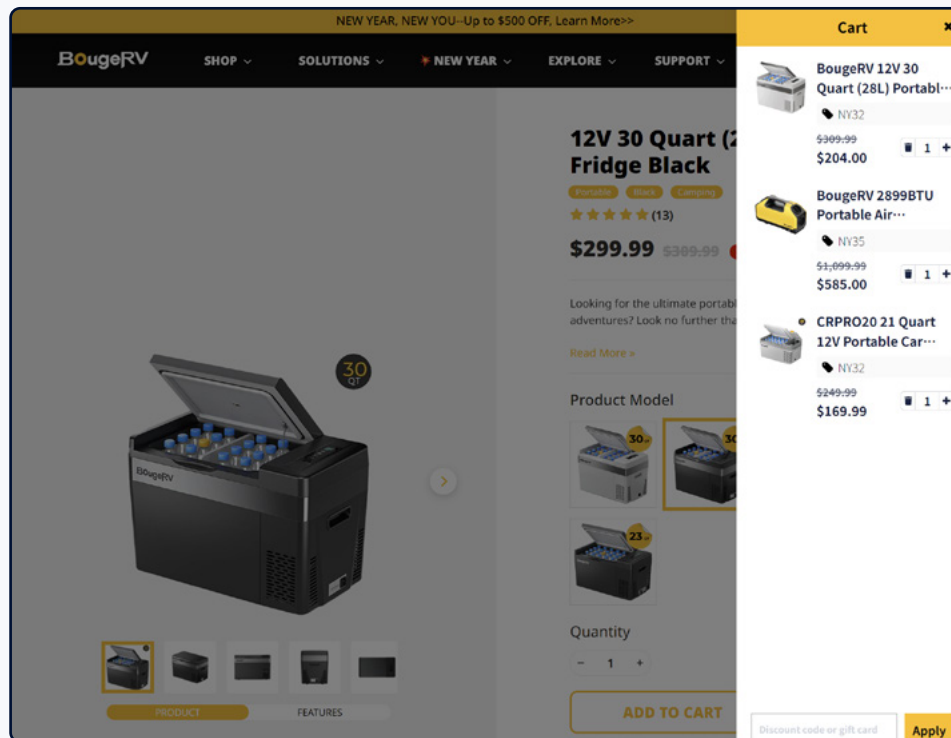 NEW YEAR, NEW YOU--Up to $500 OFF, Learn More>>
BougeRV
SHOP
SOLUTIONS
NEW YEAR
EXPLORE
SUPPORT
12V 30 Quart (2
Fridge Black
Portable Black Camping
(13)
$299.99 $309.99
Looking for the ultimate portabl
adventures? Look no further tha
Read More »
Product Model
30
30
23
Quantity
− 1 +
ADD TO CART
30
QT
BougeRV
PRODUCT
FEATURES
Cart
BougeRV 12V 30
Quart (28L) Portabl···
NY32
$309.99
$204.00
1 +
BougeRV 2899BTU
Portable Air···
NY35
$1,099.99
$585.00
1 +
CRPRO20 21 Quart
12V Portable Car···
NY32
$249.99
$169.99
1 +
Discount code or gift card
Apply